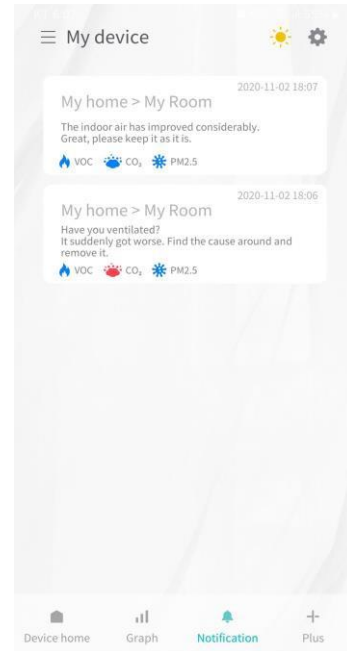 My device
2020-11-02 18:07
My home > My Room
The indoor air has improved considerably.
Great, please keep it as it is.
VOC CO₂ PM2.5
2020-11-02 18:06
My home > My Room
Have you ventilated?
It suddenly got worse. Find the cause around and
remove it.
VOC CO₂ PM2.5
Device home Graph Notification Plus